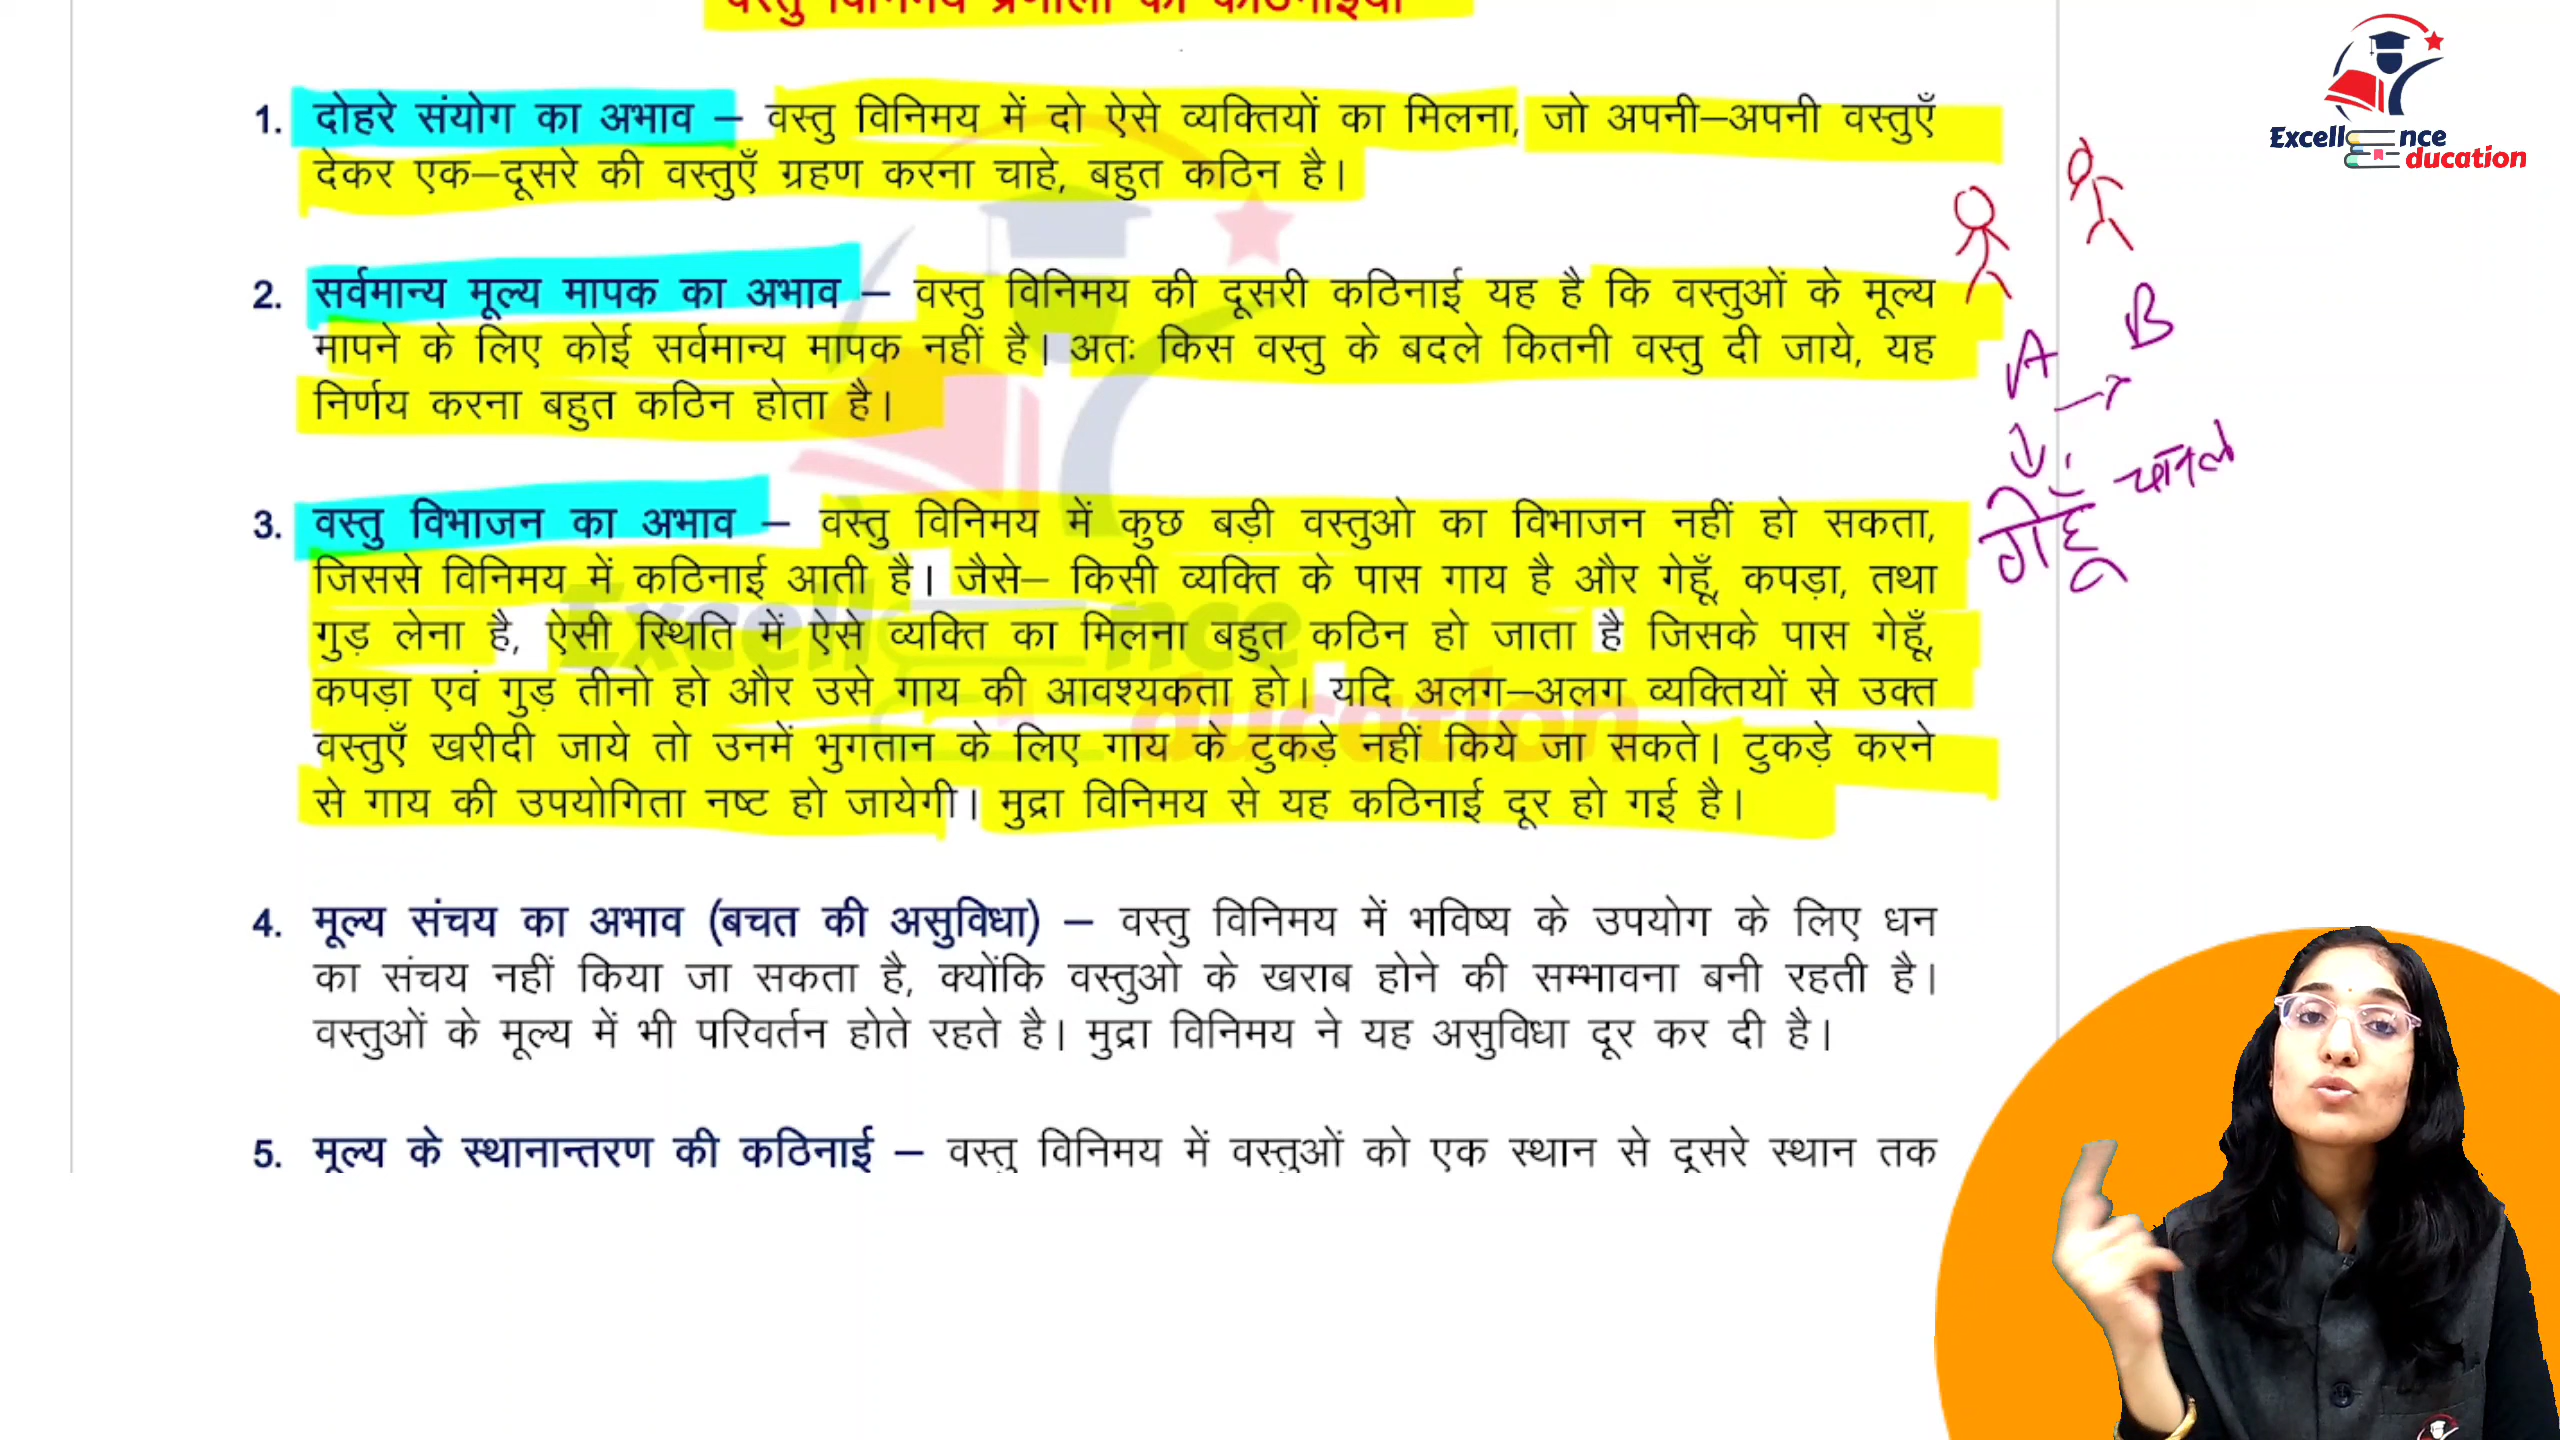 वस्तु विनिमय प्रणाली की कठिनाइयाँ
1. दोहरे संयोग का अभाव – वस्तु विनिमय में दो ऐसे व्यक्तियों का मिलना, जो अपनी–अपनी वस्तुएँ
देकर एक–दूसरे की वस्तुएँ ग्रहण करना चाहे, बहुत कठिन है।
2. सर्वमान्य मूल्य मापक का अभाव – वस्तु विनिमय की दूसरी कठिनाई यह है कि वस्तुओं के मूल्य
मापने के लिए कोई सर्वमान्य मापक नहीं है। अतः किस वस्तु के बदले कितनी वस्तु दी जाये, यह
निर्णय करना बहुत कठिन होता है।
3. वस्तु विभाजन का अभाव – वस्तु विनिमय में कुछ बड़ी वस्तुओ का विभाजन नहीं हो सकता,
जिससे विनिमय में कठिनाई आती है। जैसे– किसी व्यक्ति के पास गाय है और गेहूँ, कपड़ा, तथा
गुड़ लेना है, ऐसी स्थिति में ऐसे व्यक्ति का मिलना बहुत कठिन हो जाता है जिसके पास गेहूँ,
कपड़ा एवं गुड़ तीनो हो और उसे गाय की आवश्यकता हो। यदि अलग–अलग व्यक्तियों से उक्त
वस्तुएँ खरीदी जाये तो उनमें भुगतान के लिए गाय के टुकड़े नहीं किये जा सकते। टुकड़े करने
से गाय की उपयोगिता नष्ट हो जायेगी। मुद्रा विनिमय से यह कठिनाई दूर हो गई है।
4. मूल्य संचय का अभाव (बचत की असुविधा) – वस्तु विनिमय में भविष्य के उपयोग के लिए धन
का संचय नहीं किया जा सकता है, क्योंकि वस्तुओ के खराब होने की सम्भावना बनी रहती है।
वस्तुओं के मूल्य में भी परिवर्तन होते रहते है। मुद्रा विनिमय ने यह असुविधा दूर कर दी है।
5. मूल्य के स्थानान्तरण की कठिनाई – वस्तु विनिमय में वस्तुओं को एक स्थान से दूसरे स्थान तक
Excellence
ducation
A
B
गेहूँ
चावल
Excellence
ducation